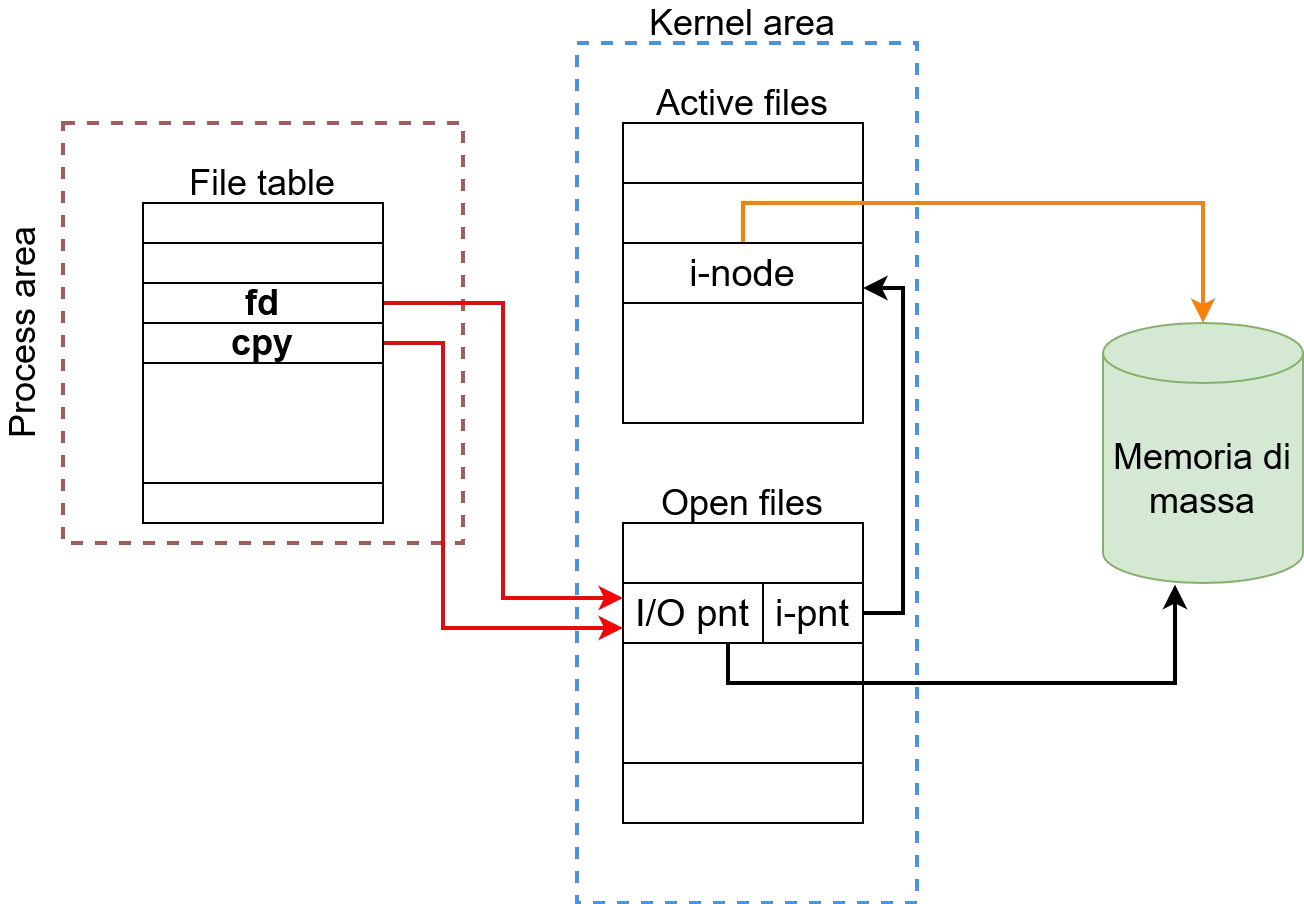 Kernel area
Active files
i-node
Process area
File table
fd
cpy
Open files
I/O pnt
i-pnt
Memoria di
massa